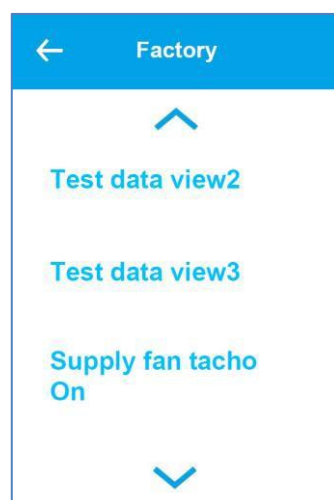 Factory
Test data view2
Test data view3
Supply fan tacho
On